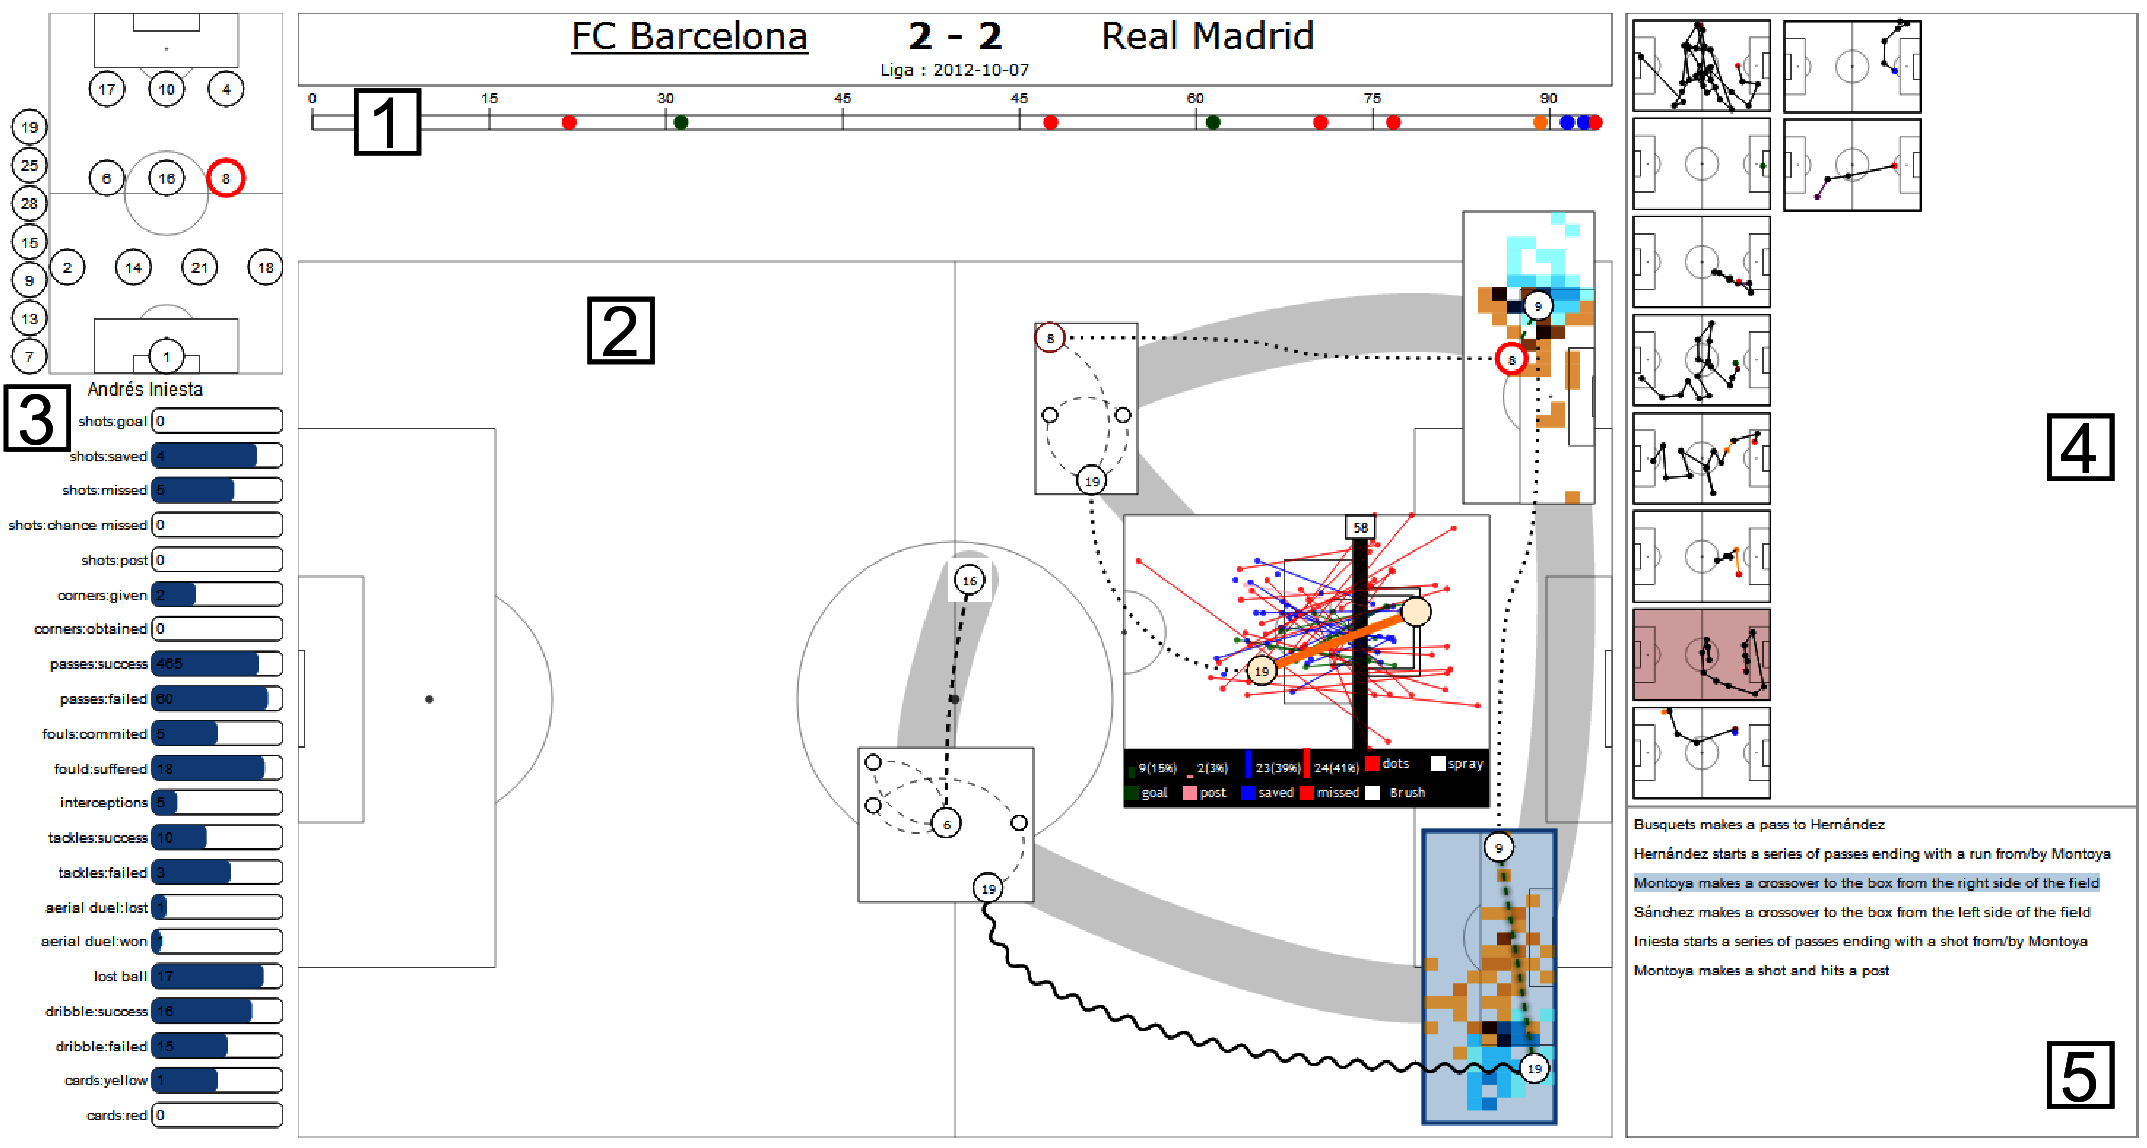 FC Barcelona 2 - 2 Real Madrid
Liga : 2012-10-07
0 15 30 45 45 60 75 90
1
17 10 4
19
25
6 16 8
28
15
2 14 21 18
9
13
7 1
Andrés Iniesta
3
shots:goal 0
shots:saved 4
shots:missed 5
shots:chance missed 0
shots:post 0
corners:given 2
corners:obtained 0
passes:success 465
passes:failed 60
fouls:commited 5
fould:suffered 18
interceptions 5
tackles:success 10
tackles:failed 3
aerial duel:lost 1
aerial duel:won 1
lost ball 17
dribble:success 16
dribble:failed 15
cards:yellow 1
cards:red 0
2
9
8 8
19
58
16
19
9(15%) 2(3%) 23(39%) 24(41%) dots spray
goal post saved missed Brush
6
9
19
19
4
Busquets makes a pass to Hernández
Hernández starts a series of passes ending with a run from/by Montoya
Montoya makes a crossover to the box from the right side of the field
Sánchez makes a crossover to the box from the left side of the field
Iniesta starts a series of passes ending with a shot from/by Montoya
Montoya makes a shot and hits a post
5